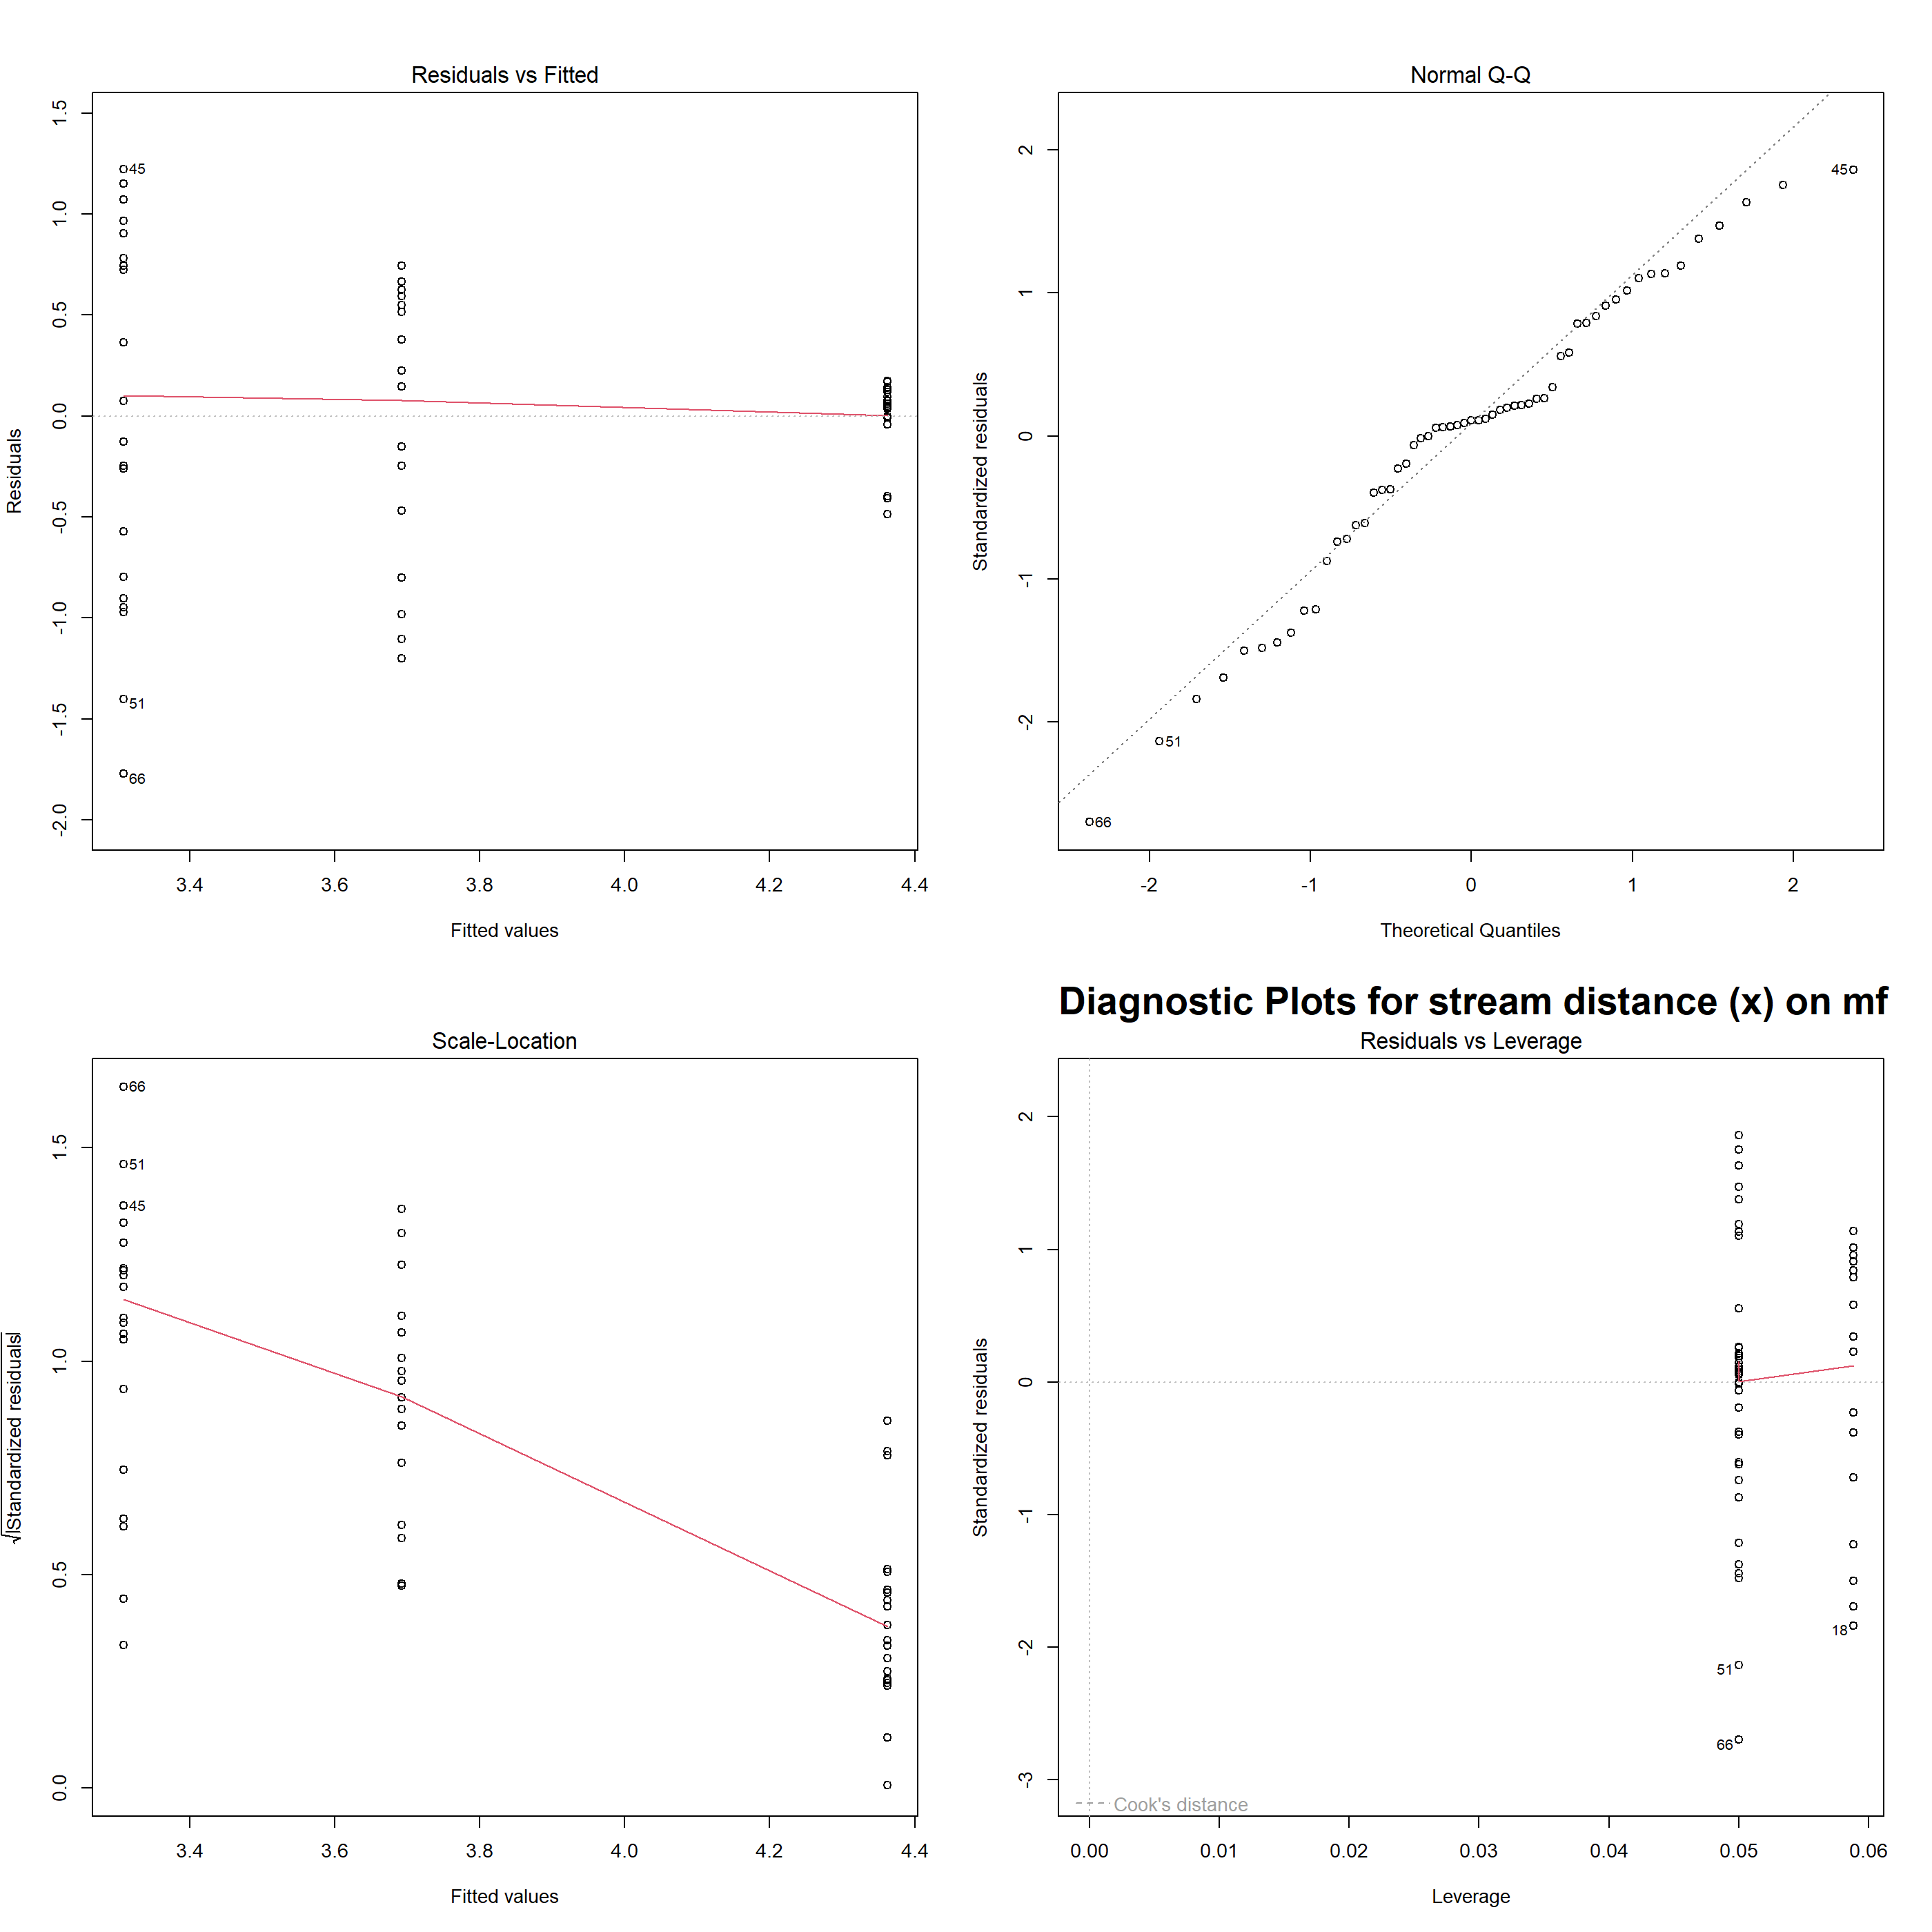 Residuals vs Fitted
Residuals
1.5
1.0
0.5
0.0
-0.5
-1.0
-1.5
-2.0
45
51
66
3.4 3.6 3.8 4.0 4.2 4.4
Fitted values
Normal Q-Q
Standardized residuals
2
1
0
-1
-2
45
51
66
-2 -1 0 1 2
Theoretical Quantiles
Scale-Location
√|Standardized residuals|
1.5
1.0
0.5
0.0
66
51
45
3.4 3.6 3.8 4.0 4.2 4.4
Fitted values
Diagnostic Plots for stream distance (x) on mf
Residuals vs Leverage
Standardized residuals
2
1
0
-1
-2
-3
18
51
66
Cook's distance
0.00 0.01 0.02 0.03 0.04 0.05 0.06
Leverage